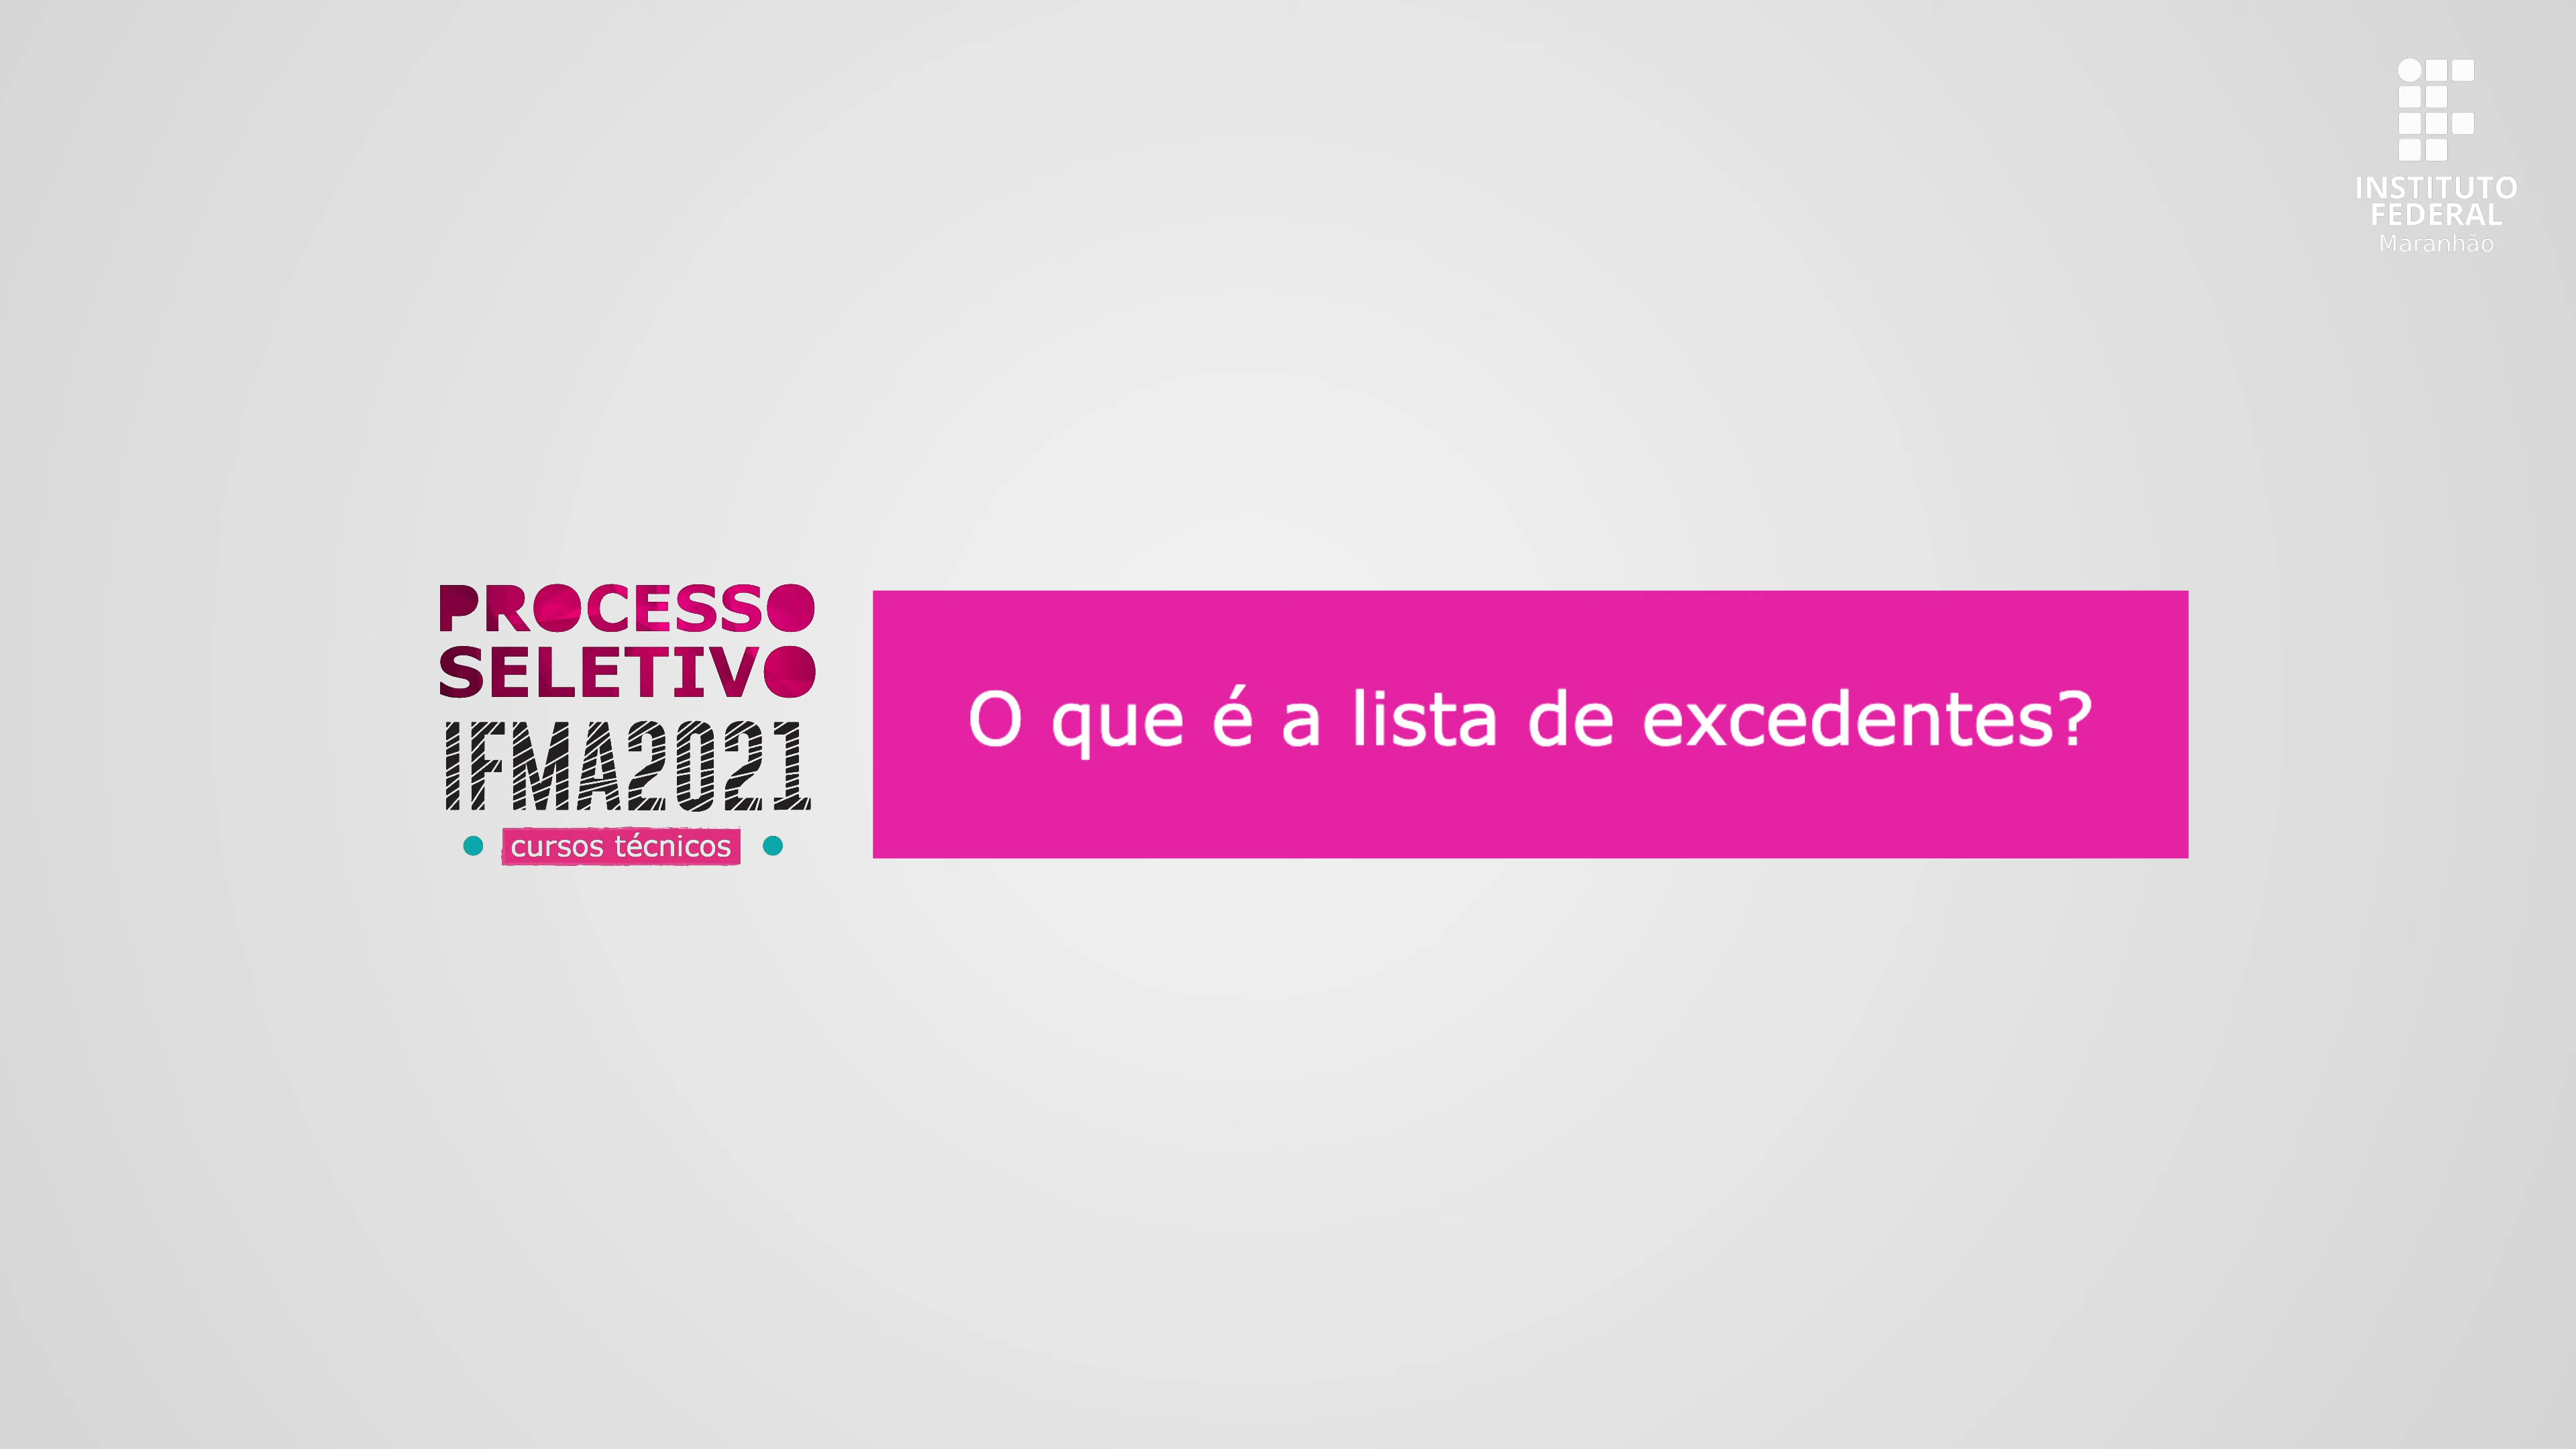 INSTITUTO
FEDERAL
Maranhão
PROCESSO
SELETIVO
IFMA2021
cursos técnicos
O que é a lista de excedentes?